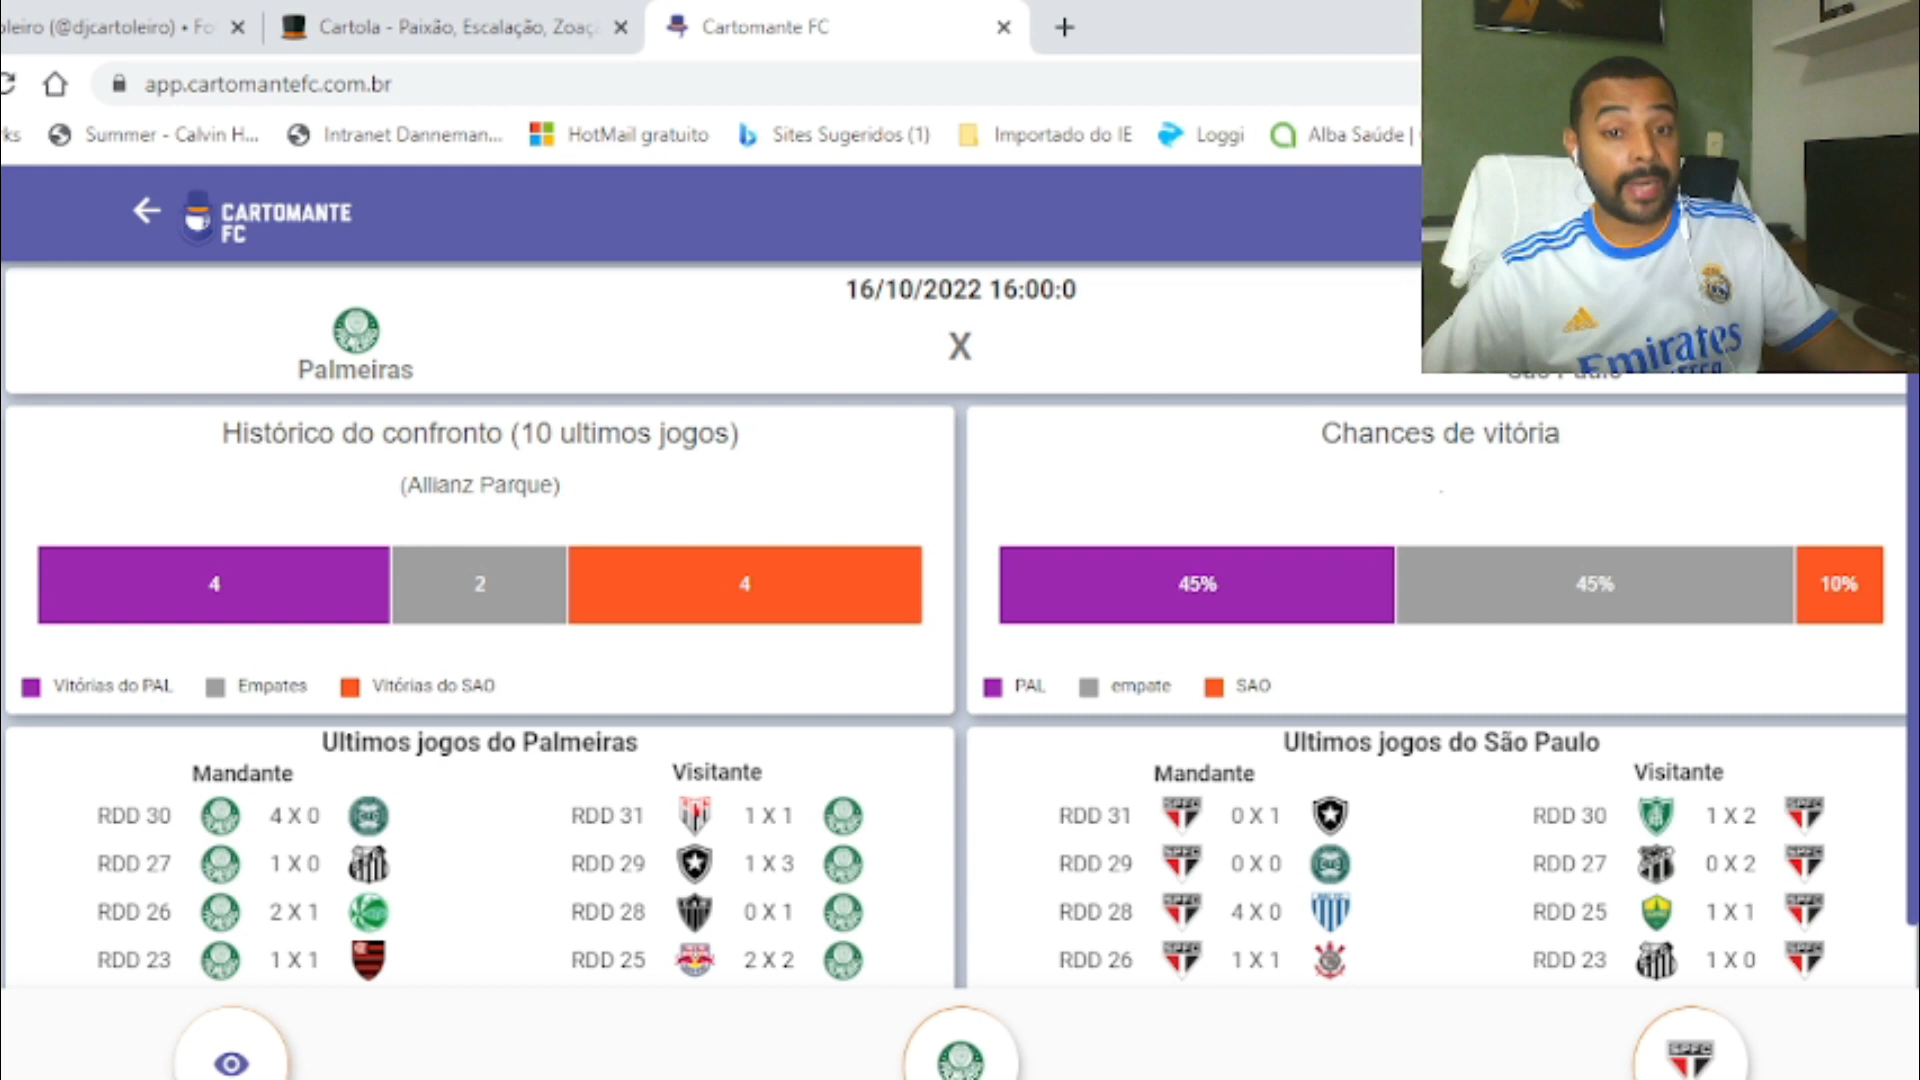 oleiro (@djcartoleiro) • Fo
Cartola - Paixão, Escalação, Zoaç
Cartomante FC
app.cartomantefc.com.br
ks
Summer - Calvin H...
Intranet Danneman...
HotMail gratuito
Sites Sugeridos (1)
Importado do IE
Loggi
Alba Saúde |
CARTOMANTE
FC
16/10/2022 16:00:0
X
Palmeiras
São Paulo
Emirates
Histórico do confronto (10 ultimos jogos)
(Allianz Parque)
4
2
4
Vitórias do PAL
Empates
Vitórias do SAO
Chances de vitória
45%
45%
10%
PAL
empate
SAO
Ultimos jogos do Palmeiras
Mandante
Visitante
RDD 30 4 X 0
RDD 31 1 X 1
RDD 27 1 X 0
RDD 29 1 X 3
RDD 26 2 X 1
RDD 28 0 X 1
RDD 23 1 X 1
RDD 25 2 X 2
Ultimos jogos do São Paulo
Mandante
Visitante
RDD 31 0 X 1
RDD 30 1 X 2
RDD 29 0 X 0
RDD 27 0 X 2
RDD 28 4 X 0
RDD 25 1 X 1
RDD 26 1 X 1
RDD 23 1 X 0
SPFC